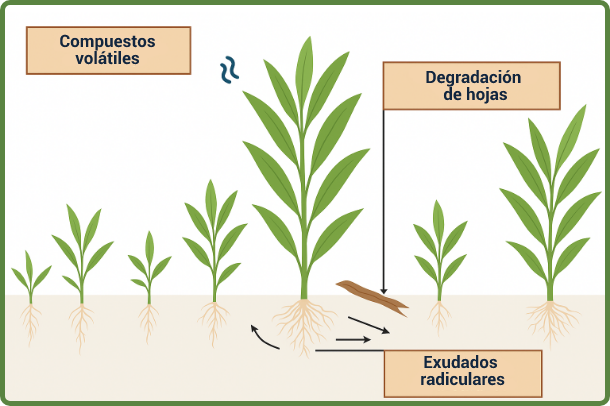 Compuestos
volátiles
Degradación
de hojas
Exudados
radiculares